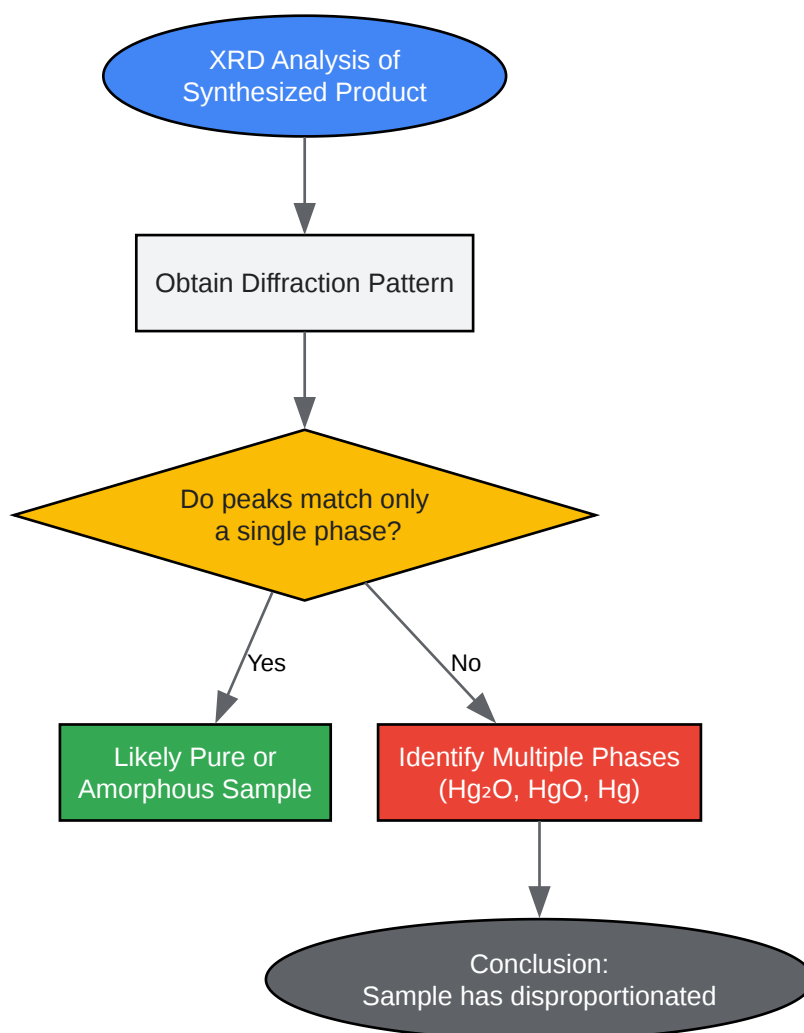 XRD Analysis of
Synthesized Product
Obtain Diffraction Pattern
Do peaks match only
a single phase?
Yes
No
Likely Pure or
Amorphous Sample
Identify Multiple Phases
(Hg₂O, HgO, Hg)
Conclusion:
Sample has disproportionated